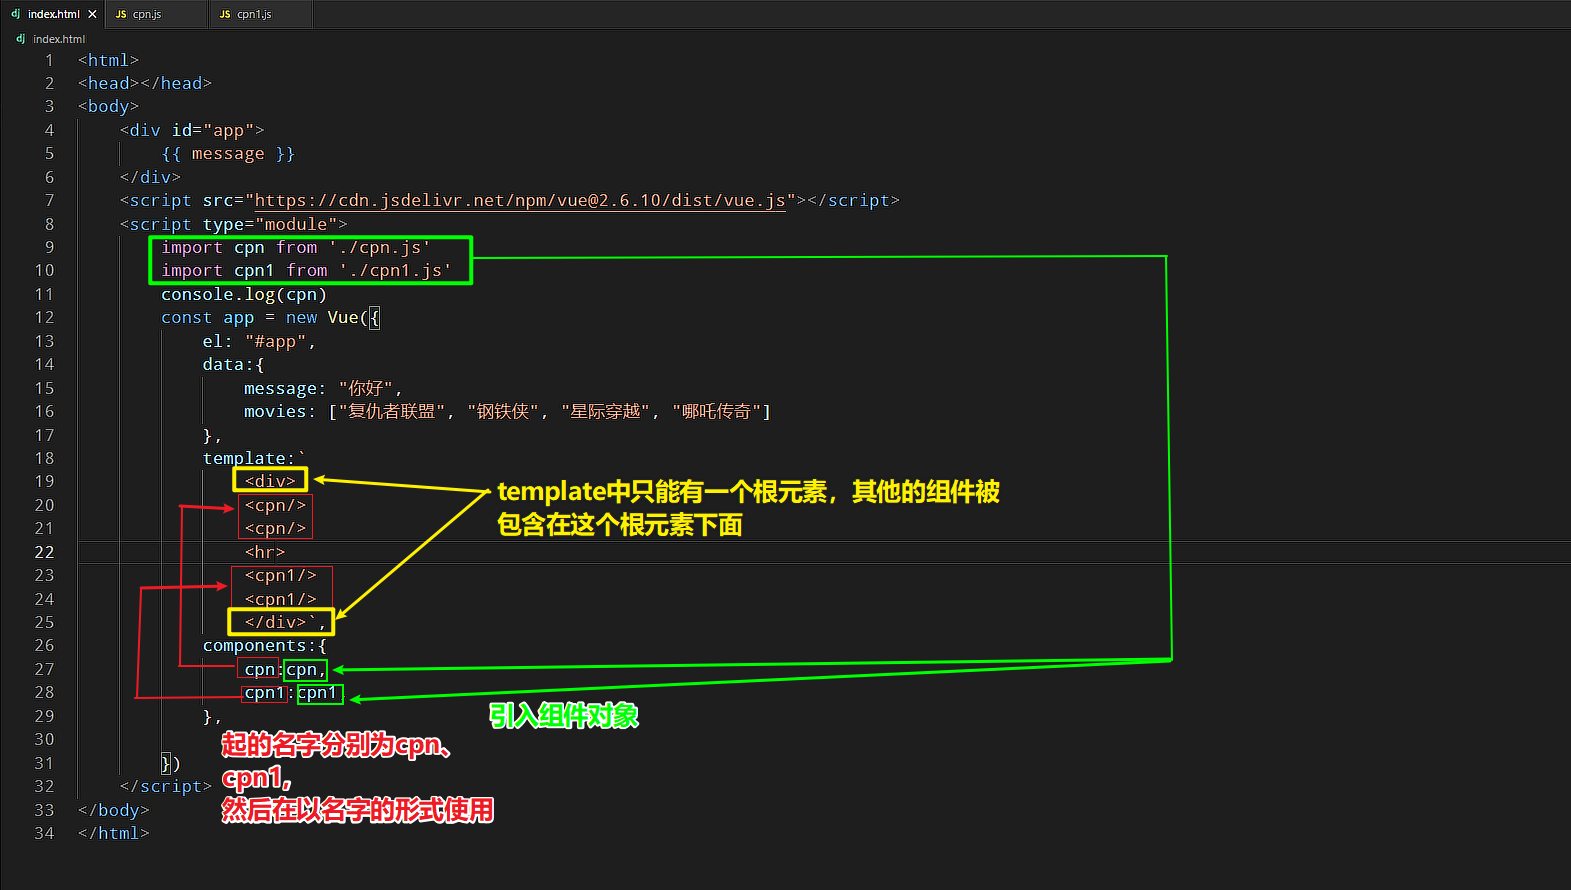 index.html
JS cpn.js
JS cpn1.js
dj index.html
1 <html>
2 <head></head>
3 <body>
4 <div id="app">
5 {{ message }}
6 </div>
7 <script src="https://cdn.jsdelivr.net/npm/vue@2.6.10/dist/vue.js"></script>
8 <script type="module">
9 import cpn from './cpn.js'
10 import cpn1 from './cpn1.js'
11 console.log(cpn)
12 const app = new Vue({
13 el: "#app",
14 data:{
15 message: "你好",
16 movies: ["复仇者联盟", "钢铁侠", "星际穿越", "哪吒传奇"]
17 },
18 template:`
19 <div>
20 <cpn/>
21 <cpn/>
22 <hr>
23 <cpn1/>
24 <cpn1/>
25 </div>`,
26 components:{
27 cpn:cpn,
28 cpn1:cpn1,
29 },
30
31 })
32 </script>
33 </body>
34 </html>
template中只能有一个根元素，其他的组件被
包含在这个根元素下面
引入组件对象
起的名字分别为cpn、
cpn1,
然后在以名字的形式使用